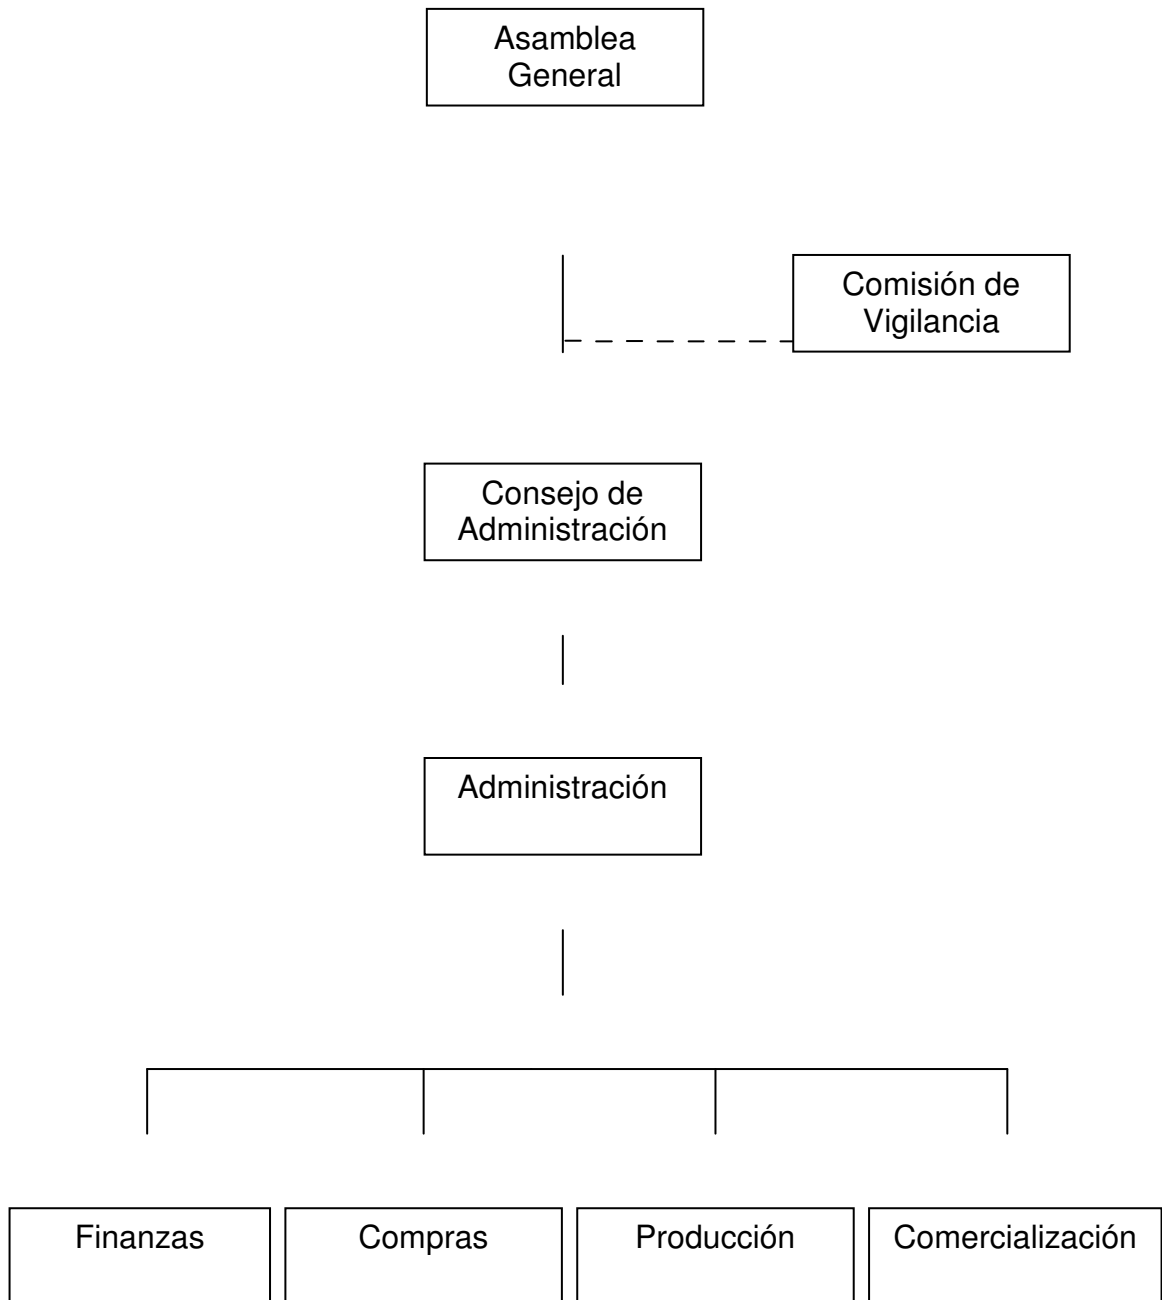 Asamblea
General
Comisión de
Vigilancia
Consejo de
Administración
Administración
Finanzas
Compras
Producción
Comercialización